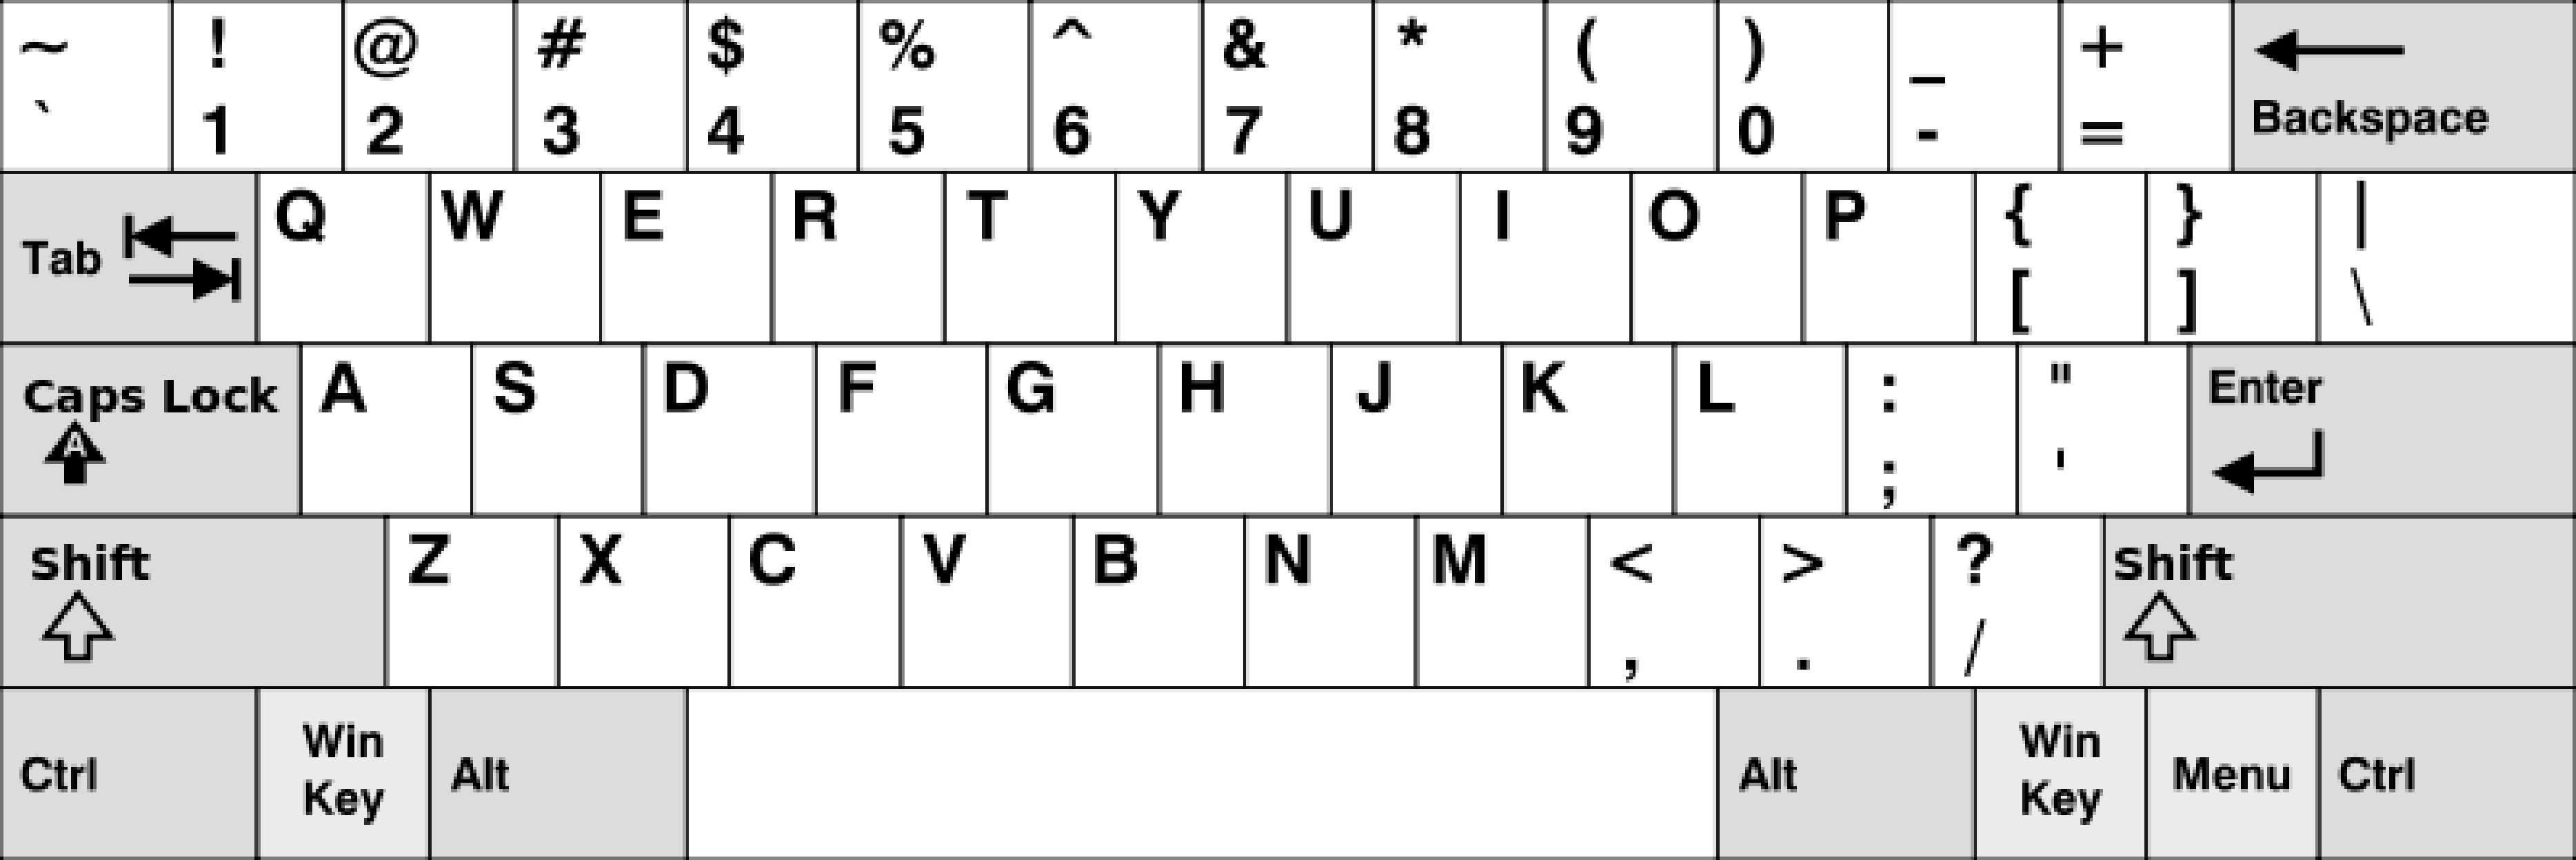 ~ ! @ # $ % ^ & * ( ) _ +
` 1 2 3 4 5 6 7 8 9 0 - = Backspace
Tab Q W E R T Y U I O P { } |
[ ] \
Caps Lock A S D F G H J K L : " Enter
A ; '
Shift Z X C V B N M < > ? Shift
, . /
Ctrl Win Key Alt Alt Win Key Menu Ctrl